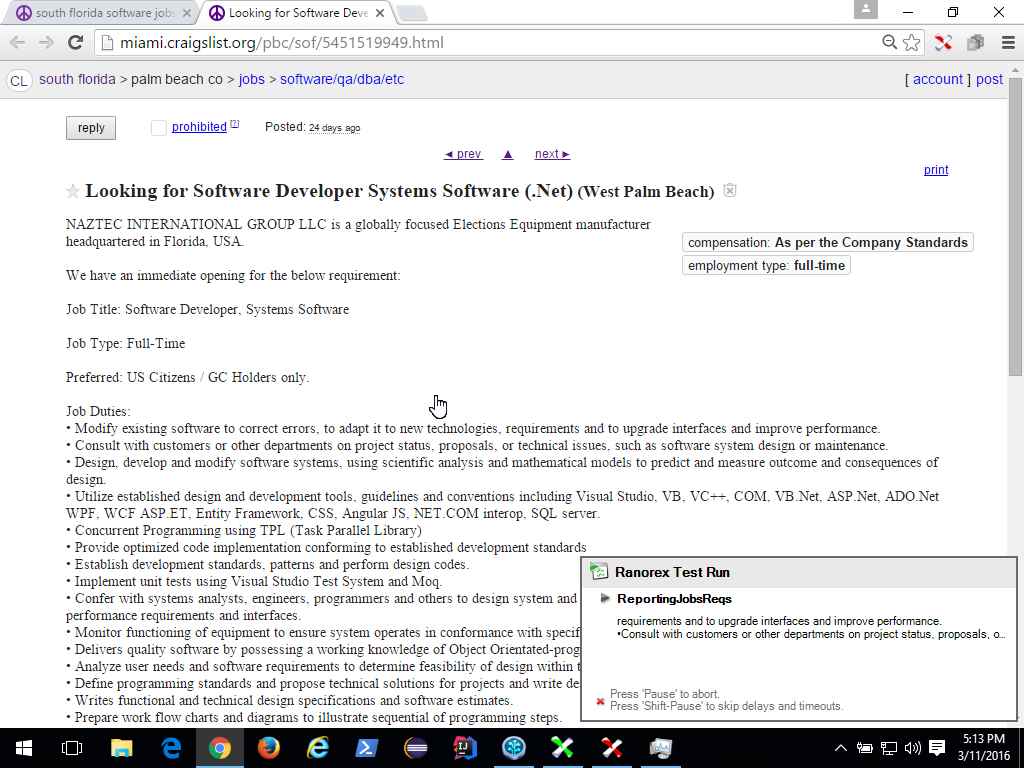 south florida software jobs
Looking for Software Deve
miami.craigslist.org/pbc/sof/5451519949.html
CL south florida > palm beach co > jobs > software/qa/dba/etc
[ account ] post
reply prohibited [?] Posted: 24 days ago
◄ prev ▲ next ►
print
Looking for Software Developer Systems Software (.Net) (West Palm Beach)
NAZTEC INTERNATIONAL GROUP LLC is a globally focused Elections Equipment manufacturer
headquartered in Florida, USA.
compensation: As per the Company Standards
employment type: full-time
We have an immediate opening for the below requirement:
Job Title: Software Developer, Systems Software
Job Type: Full-Time
Preferred: US Citizens / GC Holders only.
Job Duties:
• Modify existing software to correct errors, to adapt it to new technologies, requirements and to upgrade interfaces and improve performance.
• Consult with customers or other departments on project status, proposals, or technical issues, such as software system design or maintenance.
• Design, develop and modify software systems, using scientific analysis and mathematical models to predict and measure outcome and consequences of
design.
• Utilize established design and development tools, guidelines and conventions including Visual Studio, VB, VC++, COM, VB.Net, ASP.Net, ADO.Net
WPF, WCF ASP.ET, Entity Framework, CSS, Angular JS, NET.COM interop, SQL server.
• Concurrent Programming using TPL (Task Parallel Library)
• Provide optimized code implementation conforming to established development standards
• Establish development standards, patterns and perform design codes.
• Implement unit tests using Visual Studio Test System and Moq.
• Confer with systems analysts, engineers, programmers and others to design system and
performance requirements and interfaces.
• Monitor functioning of equipment to ensure system operates in conformance with specif
• Delivers quality software by possessing a working knowledge of Object Orientated-prog
• Analyze user needs and software requirements to determine feasibility of design within t
• Define programming standards and propose technical solutions for projects and write de
• Writes functional and technical design specifications and software estimates.
• Prepare work flow charts and diagrams to illustrate sequential of programming steps.
Ranorex Test Run
ReportingJobsReqs
requirements and to upgrade interfaces and improve performance.
•Consult with customers or other departments on project status, proposals, o...
Press 'Pause' to abort.
Press 'Shift-Pause' to skip delays and timeouts.
5:13 PM
3/11/2016